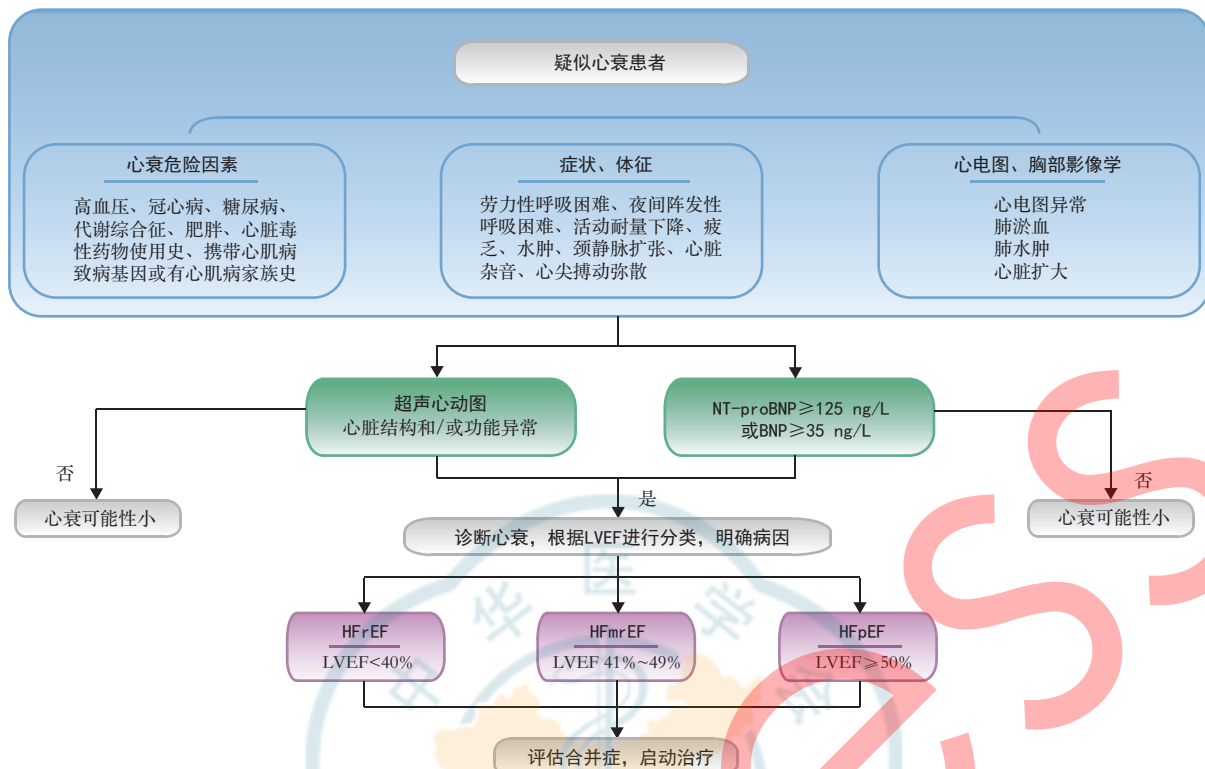 疑似心衰患者
心衰危险因素
高血压、冠心病、糖尿病、
代谢综合征、肥胖、心脏毒
性药物使用史、携带心肌病
致病基因或有心肌病家族史
症状、体征
劳力性呼吸困难、夜间阵发性
呼吸困难、活动耐量下降、疲
乏、水肿、颈静脉扩张、心脏
杂音、心尖搏动弥散
心电图、胸部影像学
心电图异常
肺淤血
肺水肿
心脏扩大
超声心动图
心脏结构和/或功能异常
NT-proBNP≥125 ng/L
或BNP≥35 ng/L
否
心衰可能性小
是
否
心衰可能性小
诊断心衰，根据LVEF进行分类，明确病因
HFrEF
LVEF<40%
HFmrEF
LVEF 41%~49%
HFpEF
LVEF≥50%
评估合并症，启动治疗
中华医学会
ess